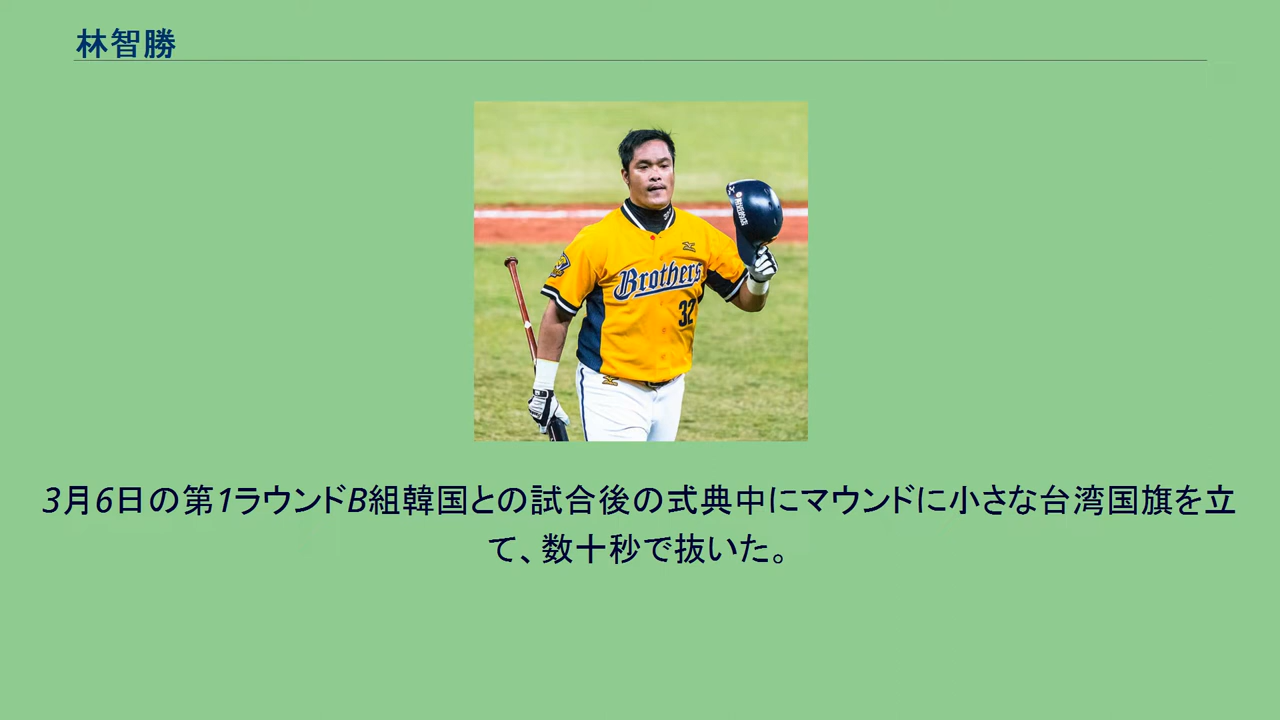 林智勝
Brothers
32
3月6日の第1ラウンドB組韓国との試合後の式典中にマウンドに小さな台湾国旗を立
て、数十秒で抜いた。